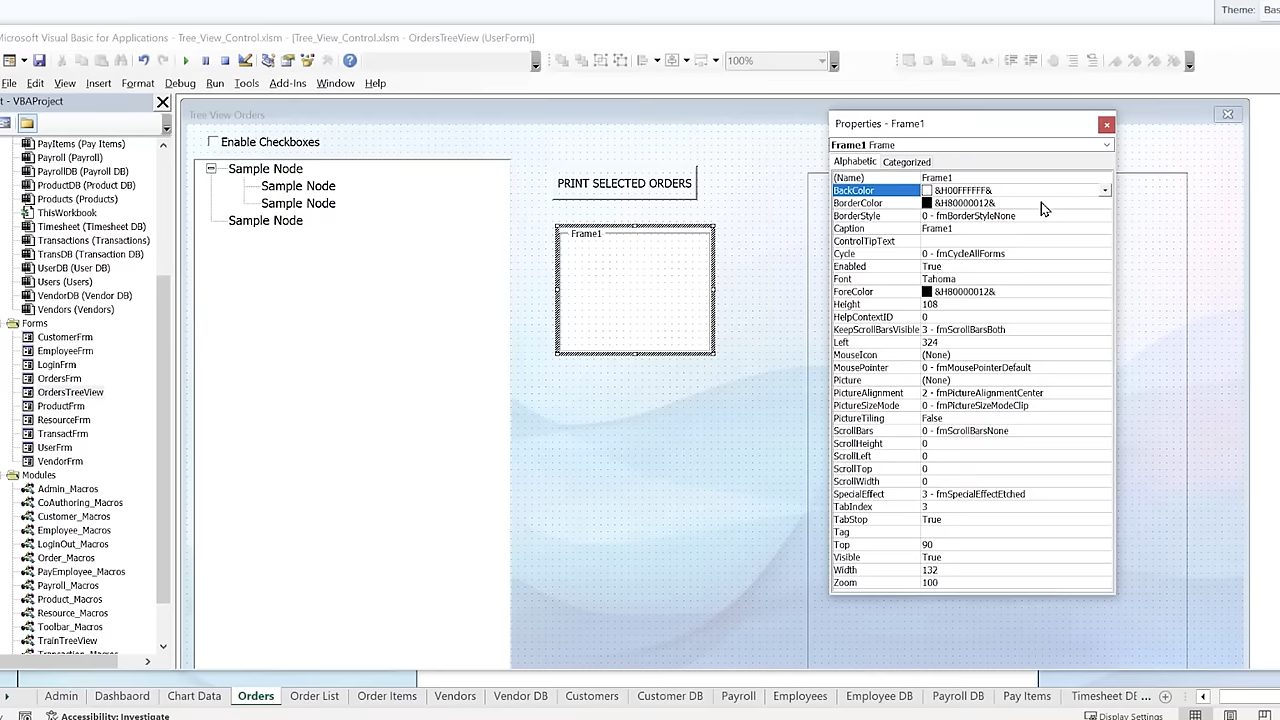 Theme: Bas
Microsoft Visual Basic for Applications - Tree_View_Control.xlsm - [Tree_View_Control.xlsm - OrdersTreeView (UserForm)]
100%
File Edit View Insert Format Debug Run Tools Add-Ins Window Help
t - VBAProject
PayItems (Pay Items)
Payroll (Payroll)
PayrollDB (Payroll DB)
ProductDB (Product DB)
Products (Products)
ThisWorkbook
Timesheet (Timesheet DB)
Transactions (Transactions)
TransDB (Transaction DB)
UserDB (User DB)
Users (Users)
VendorDB (Vendor DB)
Vendors (Vendors)
Forms
CustomerFrm
EmployeeFrm
LoginFrm
OrdersFrm
OrdersTreeView
ProductFrm
ResourceFrm
TransactFrm
UserFrm
VendorFrm
Modules
Admin_Macros
CoAuthoring_Macros
Customer_Macros
Employee_Macros
LogInOut_Macros
Order_Macros
PayEmployee_Macros
Payroll_Macros
Product_Macros
Resource_Macros
Toolbar_Macros
TrainTreeView
Transaction_Macros
Tree View Orders
Enable Checkboxes
Sample Node
Sample Node
Sample Node
Sample Node
PRINT SELECTED ORDERS
Frame1
Properties - Frame1
Frame1 Frame
Alphabetic Categorized
(Name) Frame1
BackColor &H00FFFFFF&
BorderColor &H80000012&
BorderStyle 0 - fmBorderStyleNone
Caption Frame1
ControlTipText
Cycle 0 - fmCycleAllForms
Enabled True
Font Tahoma
ForeColor &H80000012&
Height 108
HelpContextID 0
KeepScrollBarsVisible 3 - fmScrollBarsBoth
Left 324
MouseIcon (None)
MousePointer 0 - fmMousePointerDefault
Picture (None)
PictureAlignment 2 - fmPictureAlignmentCenter
PictureSizeMode 0 - fmPictureSizeModeClip
PictureTiling False
ScrollBars 0 - fmScrollBarsNone
ScrollHeight 0
ScrollLeft 0
ScrollTop 0
ScrollWidth 0
SpecialEffect 3 - fmSpecialEffectEtched
TabIndex 3
TabStop True
Tag
Top 90
Visible True
Width 132
Zoom 100
Admin Dashbaord Chart Data Orders Order List Order Items Vendors Vendor DB Customers Customer DB Payroll Employees Employee DB Payroll DB Pay Items Timesheet DE ...
Accessibility: Investigate
Display Settings